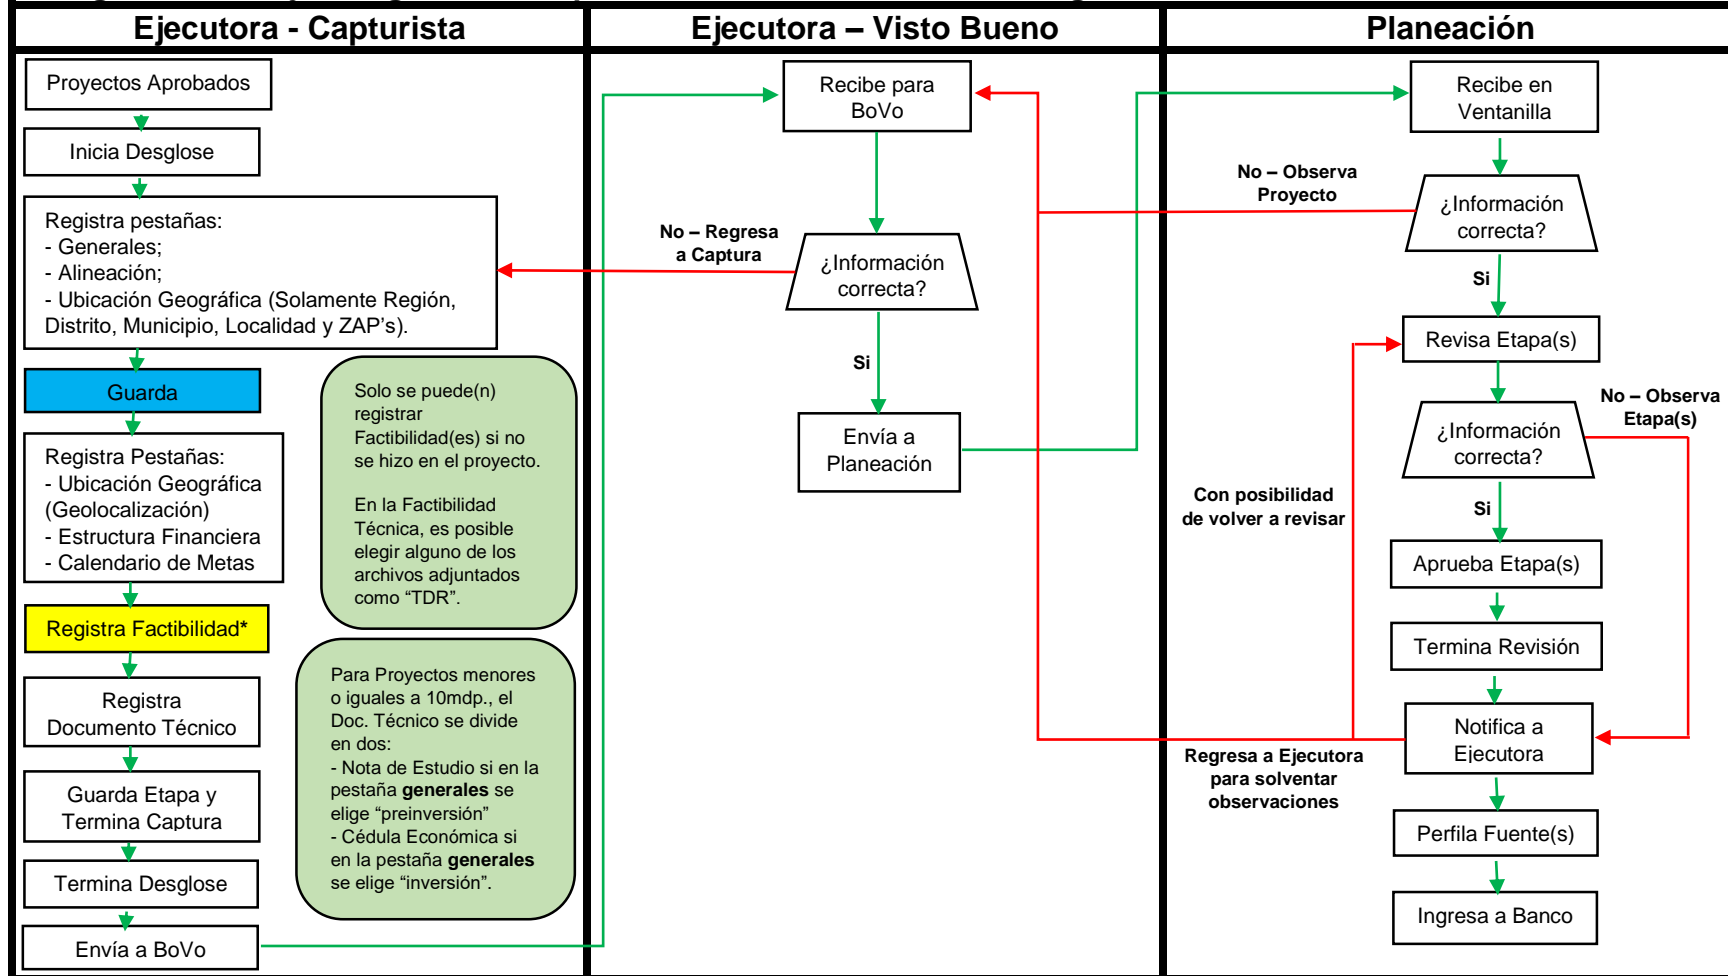 Ejecutora - Capturista
Proyectos Aprobados
Inicia Desglose
Registra pestañas:
- Generales;
- Alineación;
- Ubicación Geográfica (Solamente Región,
Distrito, Municipio, Localidad y ZAP's).
Guarda
Registra Pestañas:
- Ubicación Geográfica
(Geolocalización)
- Estructura Financiera
- Calendario de Metas
Registra Factibilidad*
Registra
Documento Técnico
Guarda Etapa y
Termina Captura
Termina Desglose
Envía a BoVo
Solo se puede(n)
registrar
Factibilidad(es) si no
se hizo en el proyecto.
En la Factibilidad
Técnica, es posible
elegir alguno de los
archivos adjuntados
como “TDR”.
Para Proyectos menores
o iguales a 10mdp., el
Doc. Técnico se divide
en dos:
- Nota de Estudio si en la
pestaña generales se
elige “preinversión”
- Cédula Económica si
en la pestaña generales
se elige “inversión”.
Ejecutora – Visto Bueno
Recibe para
BoVo
No – Regresa
a Captura
¿Información
correcta?
Si
Envía a
Planeación
Planeación
Recibe en
Ventanilla
No – Observa
Proyecto
¿Información
correcta?
Si
Revisa Etapa(s)
No – Observa
Etapa(s)
¿Información
correcta?
Con posibilidad
de volver a revisar
Si
Aprueba Etapa(s)
Termina Revisión
Notifica a
Ejecutora
Regresa a Ejecutora
para solventar
observaciones
Perfila Fuente(s)
Ingresa a Banco